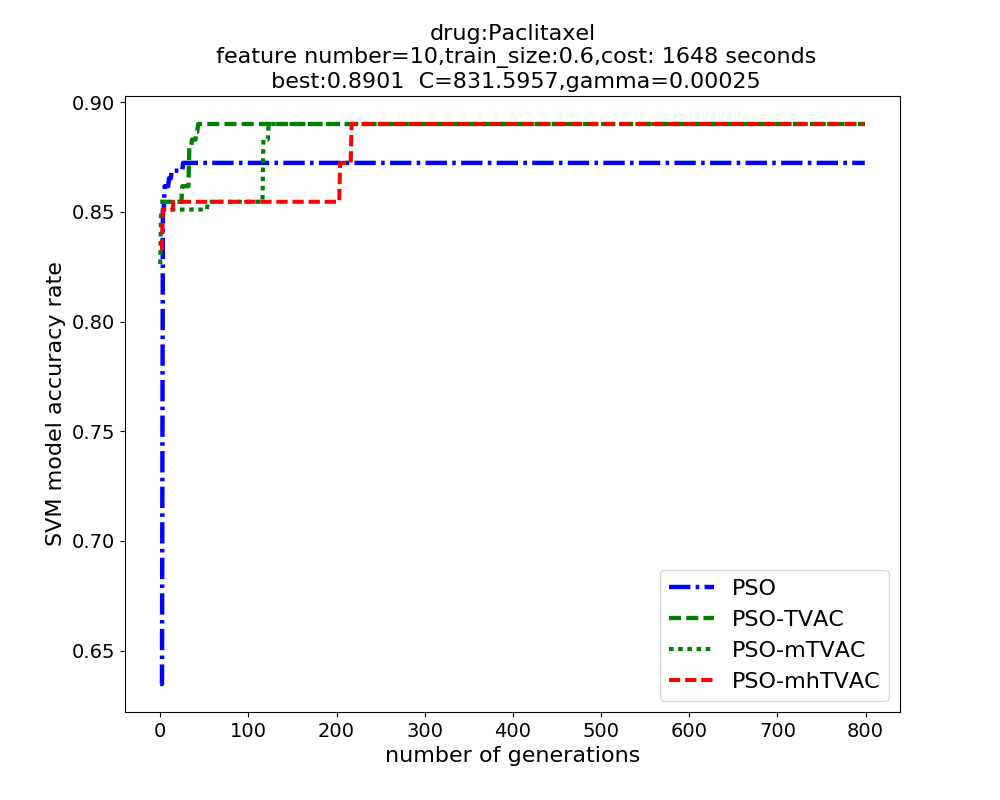 drug:Paclitaxel
feature number=10,train_size:0.6,cost: 1648 seconds
best:0.8901  C=831.5957,gamma=0.00025
0.90
0.85
0.80
0.75
0.70
0.65
SVM model accuracy rate
PSO
PSO-TVAC
PSO-mTVAC
PSO-mhTVAC
0 100 200 300 400 500 600 700 800
number of generations